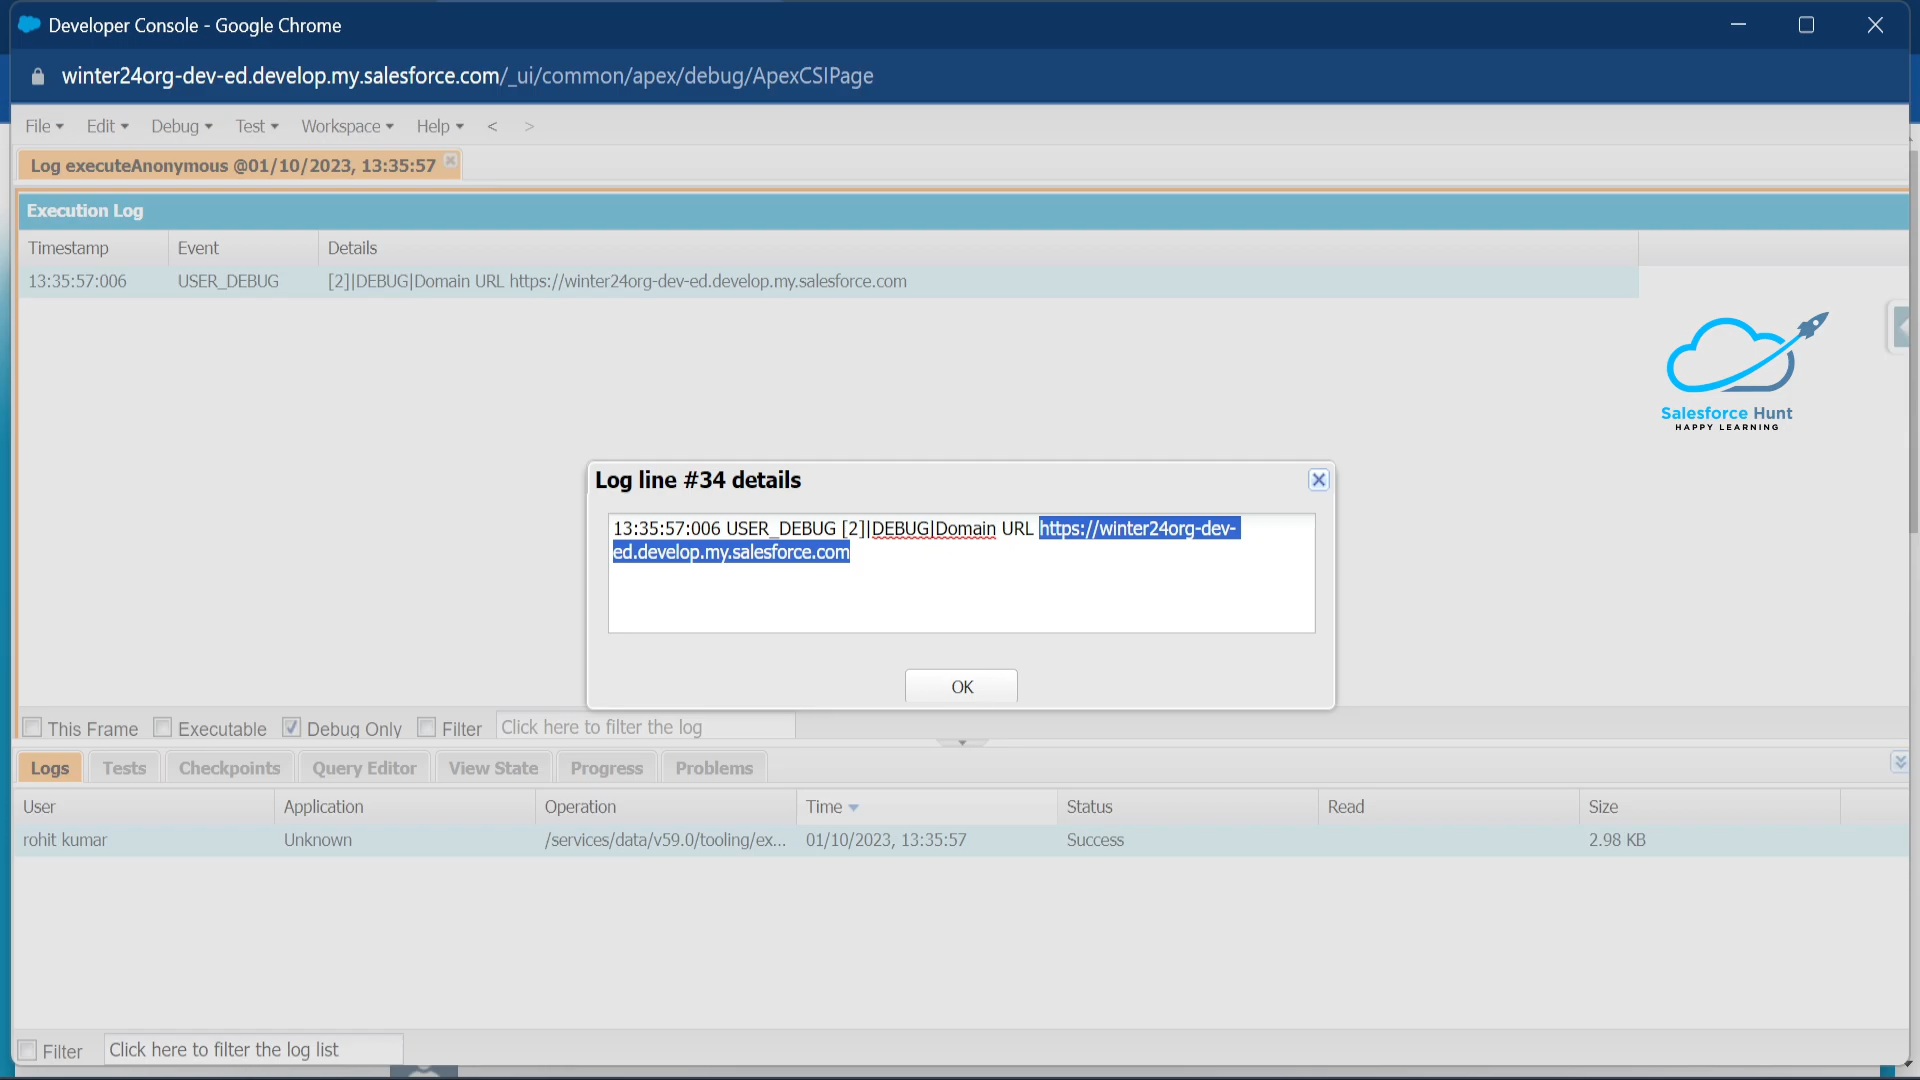 Developer Console - Google Chrome
winter24org-dev-ed.develop.my.salesforce.com/_ui/common/apex/debug/ApexCSIPage
File Edit Debug Test Workspace Help < >
Log executeAnonymous @01/10/2023, 13:35:57
Execution Log
Timestamp Event Details
13:35:57:006 USER_DEBUG [2]|DEBUG|Domain URL https://winter24org-dev-ed.develop.my.salesforce.com
Salesforce Hunt
HAPPY LEARNING
Log line #34 details
13:35:57:006 USER_DEBUG [2]|DEBUG|Domain URL https://winter24org-dev-
ed.develop.my.salesforce.com
OK
This Frame Executable Debug Only Filter Click here to filter the log
Logs Tests Checkpoints Query Editor View State Progress Problems
User Application Operation Time Status Read Size
rohit kumar Unknown /services/data/v59.0/tooling/ex... 01/10/2023, 13:35:57 Success 2.98 KB
Filter Click here to filter the log list